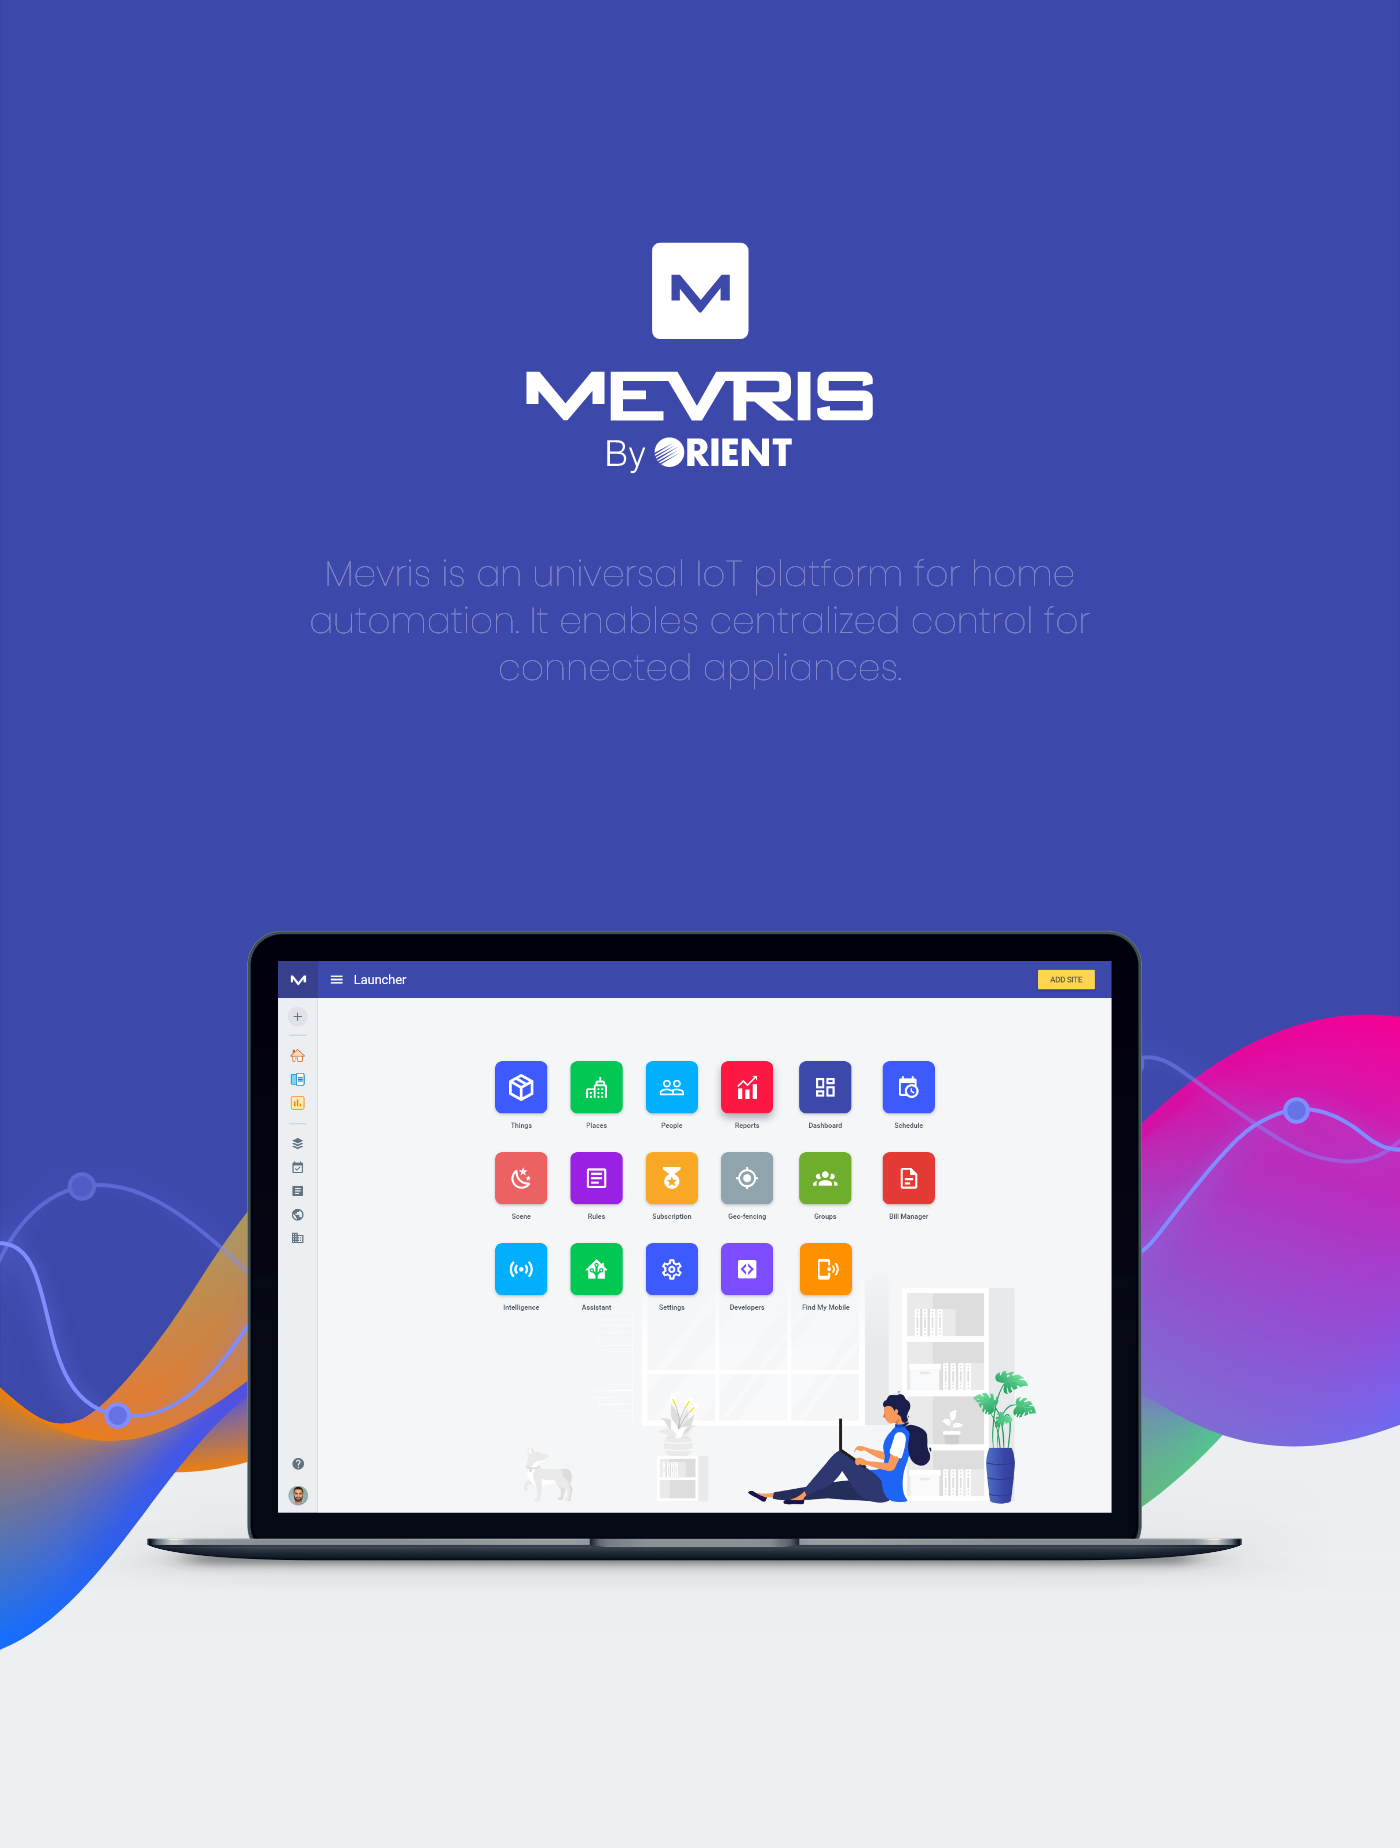 M
MEVRIS
By ORIENT
Mevris is an universal IoT platform for home
automation. It enables centralized control for
connected appliances.
Launcher
ADD SITE
Things Places People Reports Dashboard Schedule
Scene Rules Subscription Geo-fencing Groups Bill Manager
Intelligence Assistant Settings Developers Find My Mobile